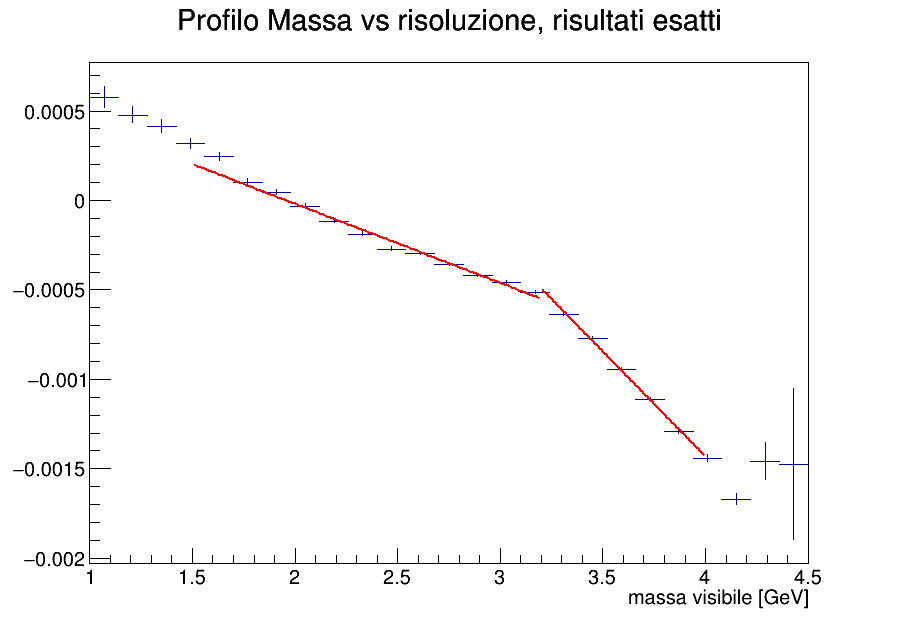 Profilo Massa vs risoluzione, risultati esatti
0.0005
0
−0.0005
−0.001
−0.0015
−0.002
1 1.5 2 2.5 3 3.5 4 4.5
massa visibile [GeV]